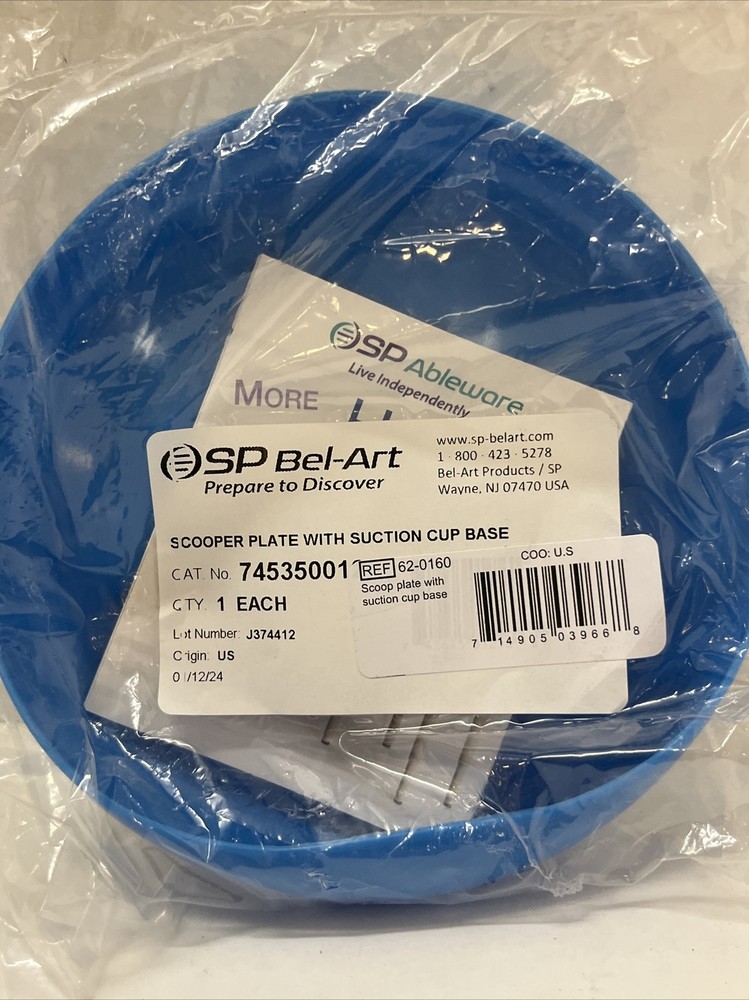 SP Ableware
Live Independently
MORE
SP BEL-ART
Prepare to Discover
www.sp-belart.com
1 · 800 · 423 · 5278
Bel-Art Products / SP
Wayne, NJ 07470 USA
SCOOPER PLATE WITH SUCTION CUP BASE
CAT. No. 74535001
QTY. 1 EACH
Lot Number: J374412
Origin: US
/12/24
REF 62-0160
Scoop plate with
suction cup base
COO: U.S
7 14905 03966 8